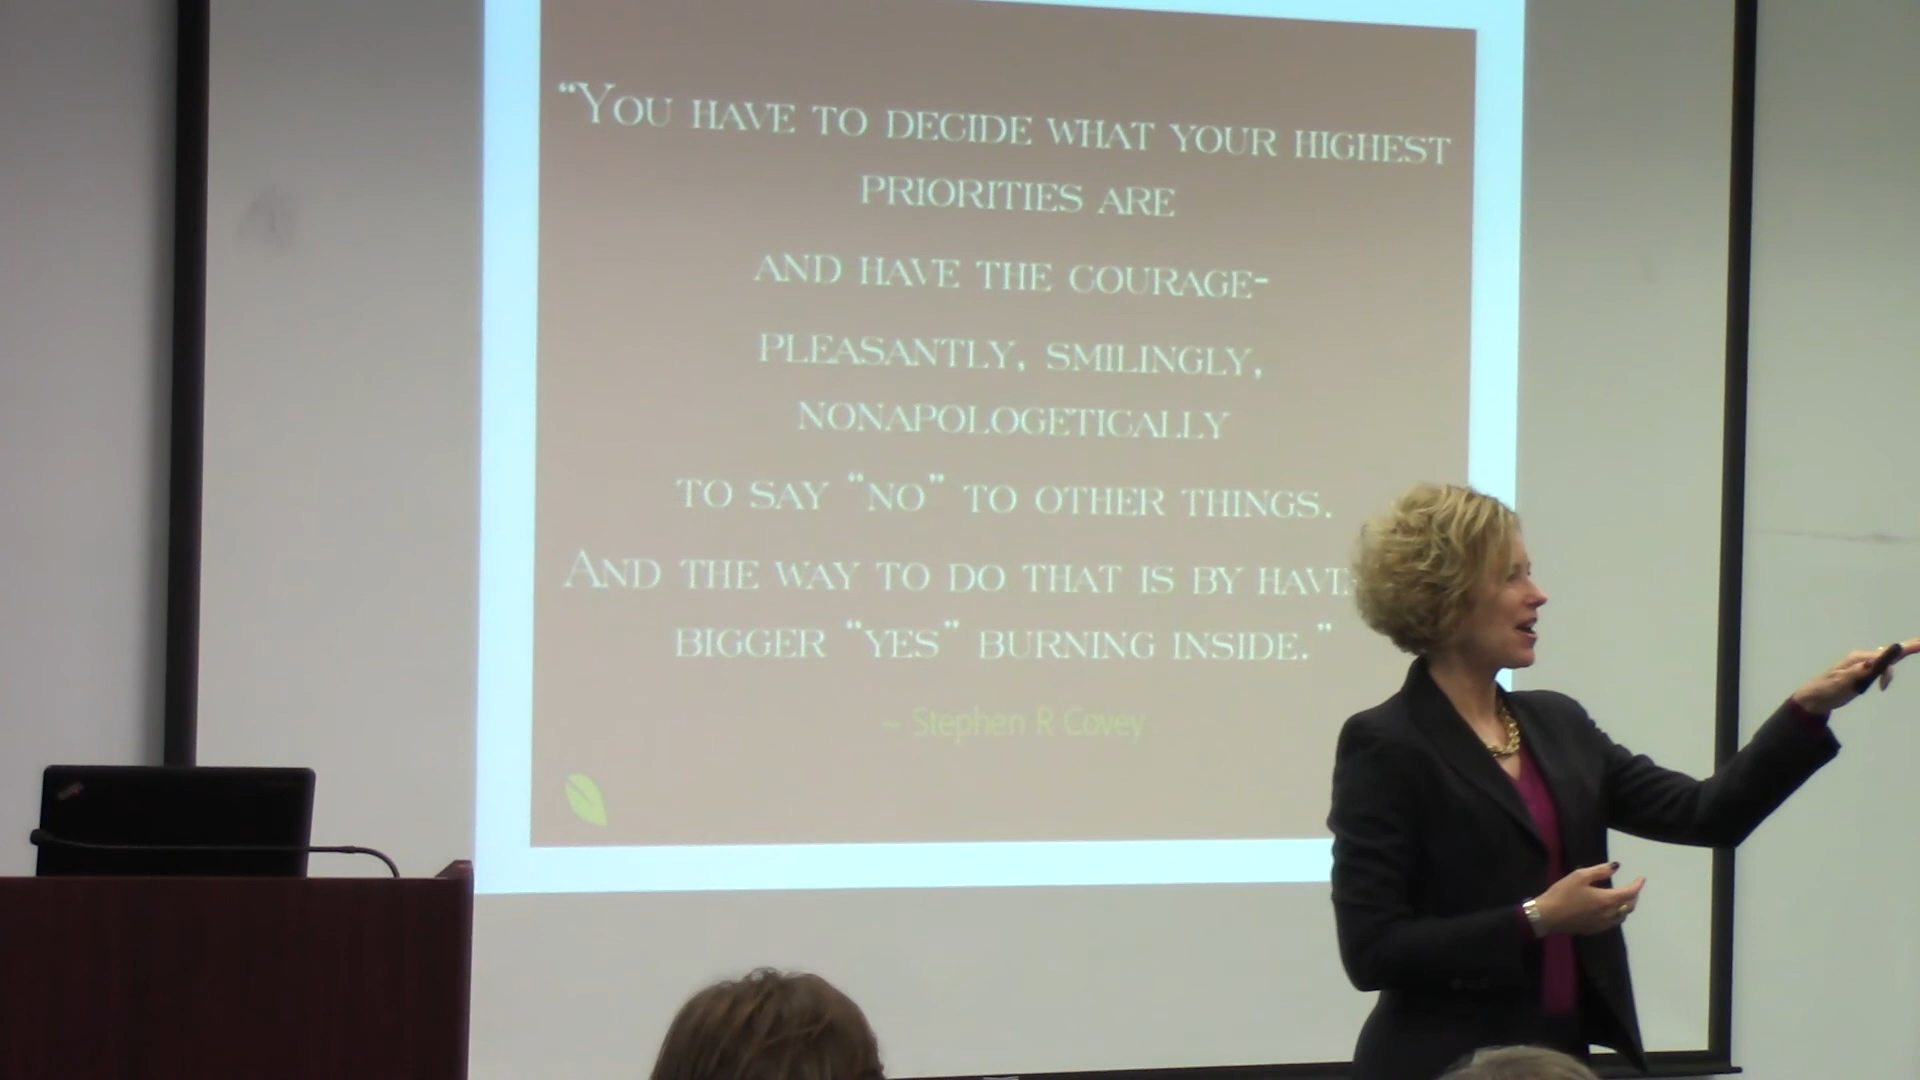 “You have to decide what your highest
priorities are
and have the courage-
pleasantly, smilingly,
nonapologetically
to say “no” to other things.
And the way to do that is by
bigger “yes” burning inside.”
~ Stephen R Covey